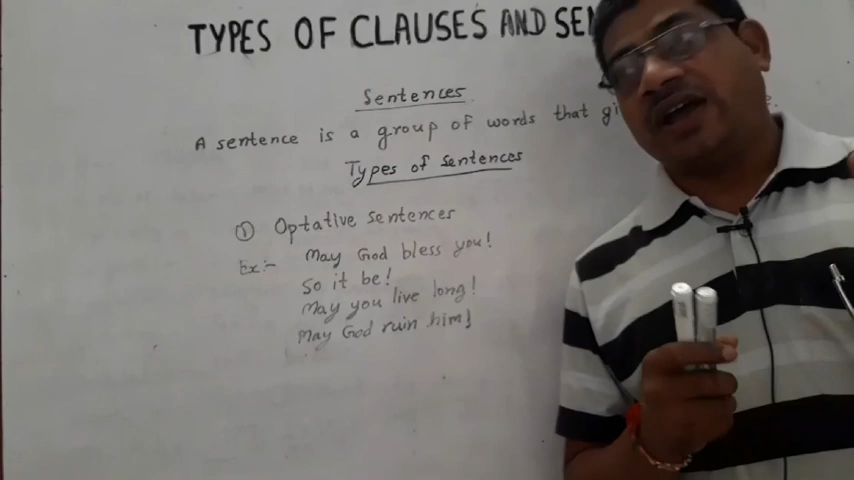 TYPES OF CLAUSES AND SEN
Sentences
A sentence is a group of words that gi
Types of sentences
① Optative sentences
Ex:- May God bless you!
So it be!
May you live long!
May God ruin him!